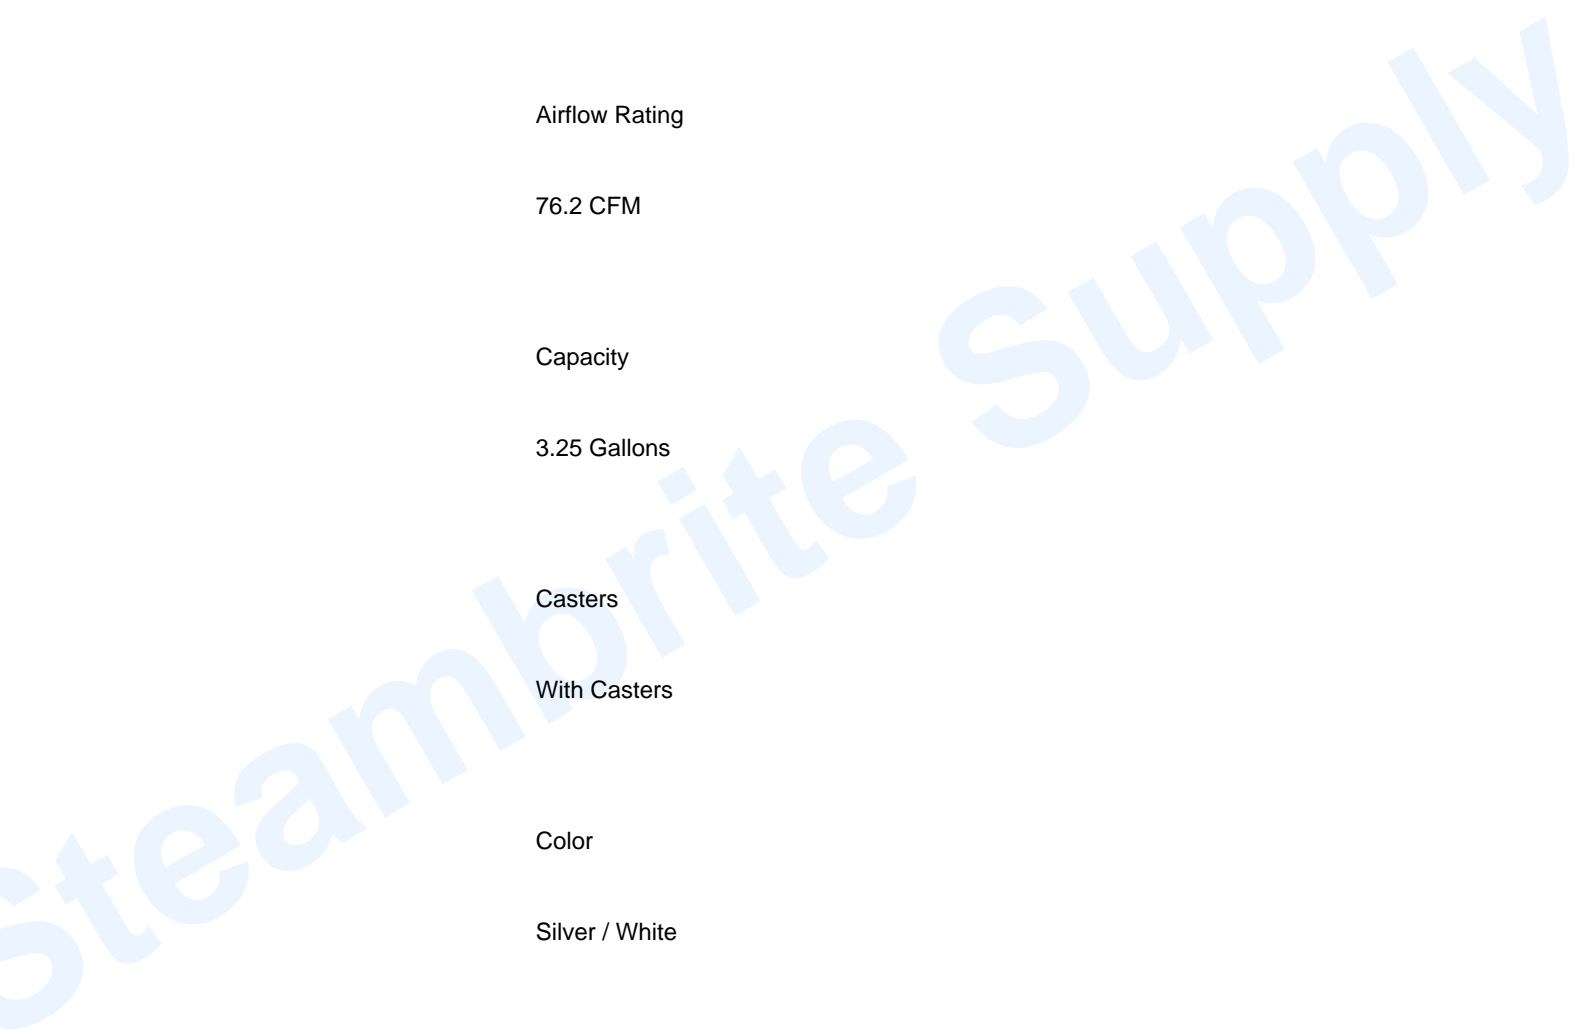 Airflow Rating
76.2 CFM
Capacity
3.25 Gallons
Casters
With Casters
Color
Silver / White
Steambrite Supply